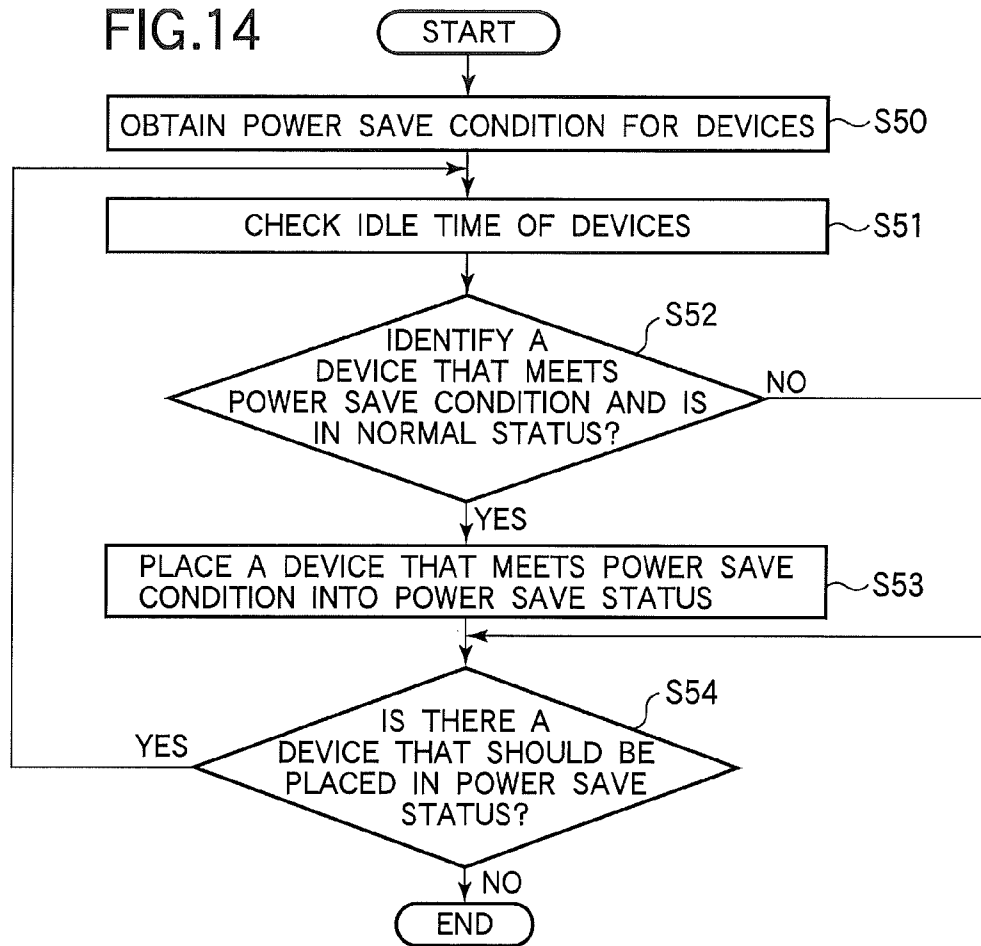 FIG.14
START
OBTAIN POWER SAVE CONDITION FOR DEVICES
S50
CHECK IDLE TIME OF DEVICES
S51
S52
IDENTIFY A
DEVICE THAT MEETS
POWER SAVE CONDITION AND IS
IN NORMAL STATUS?
NO
YES
PLACE A DEVICE THAT MEETS POWER SAVE
CONDITION INTO POWER SAVE STATUS
S53
S54
IS THERE A
DEVICE THAT SHOULD BE
PLACED IN POWER SAVE
STATUS?
YES
NO
END